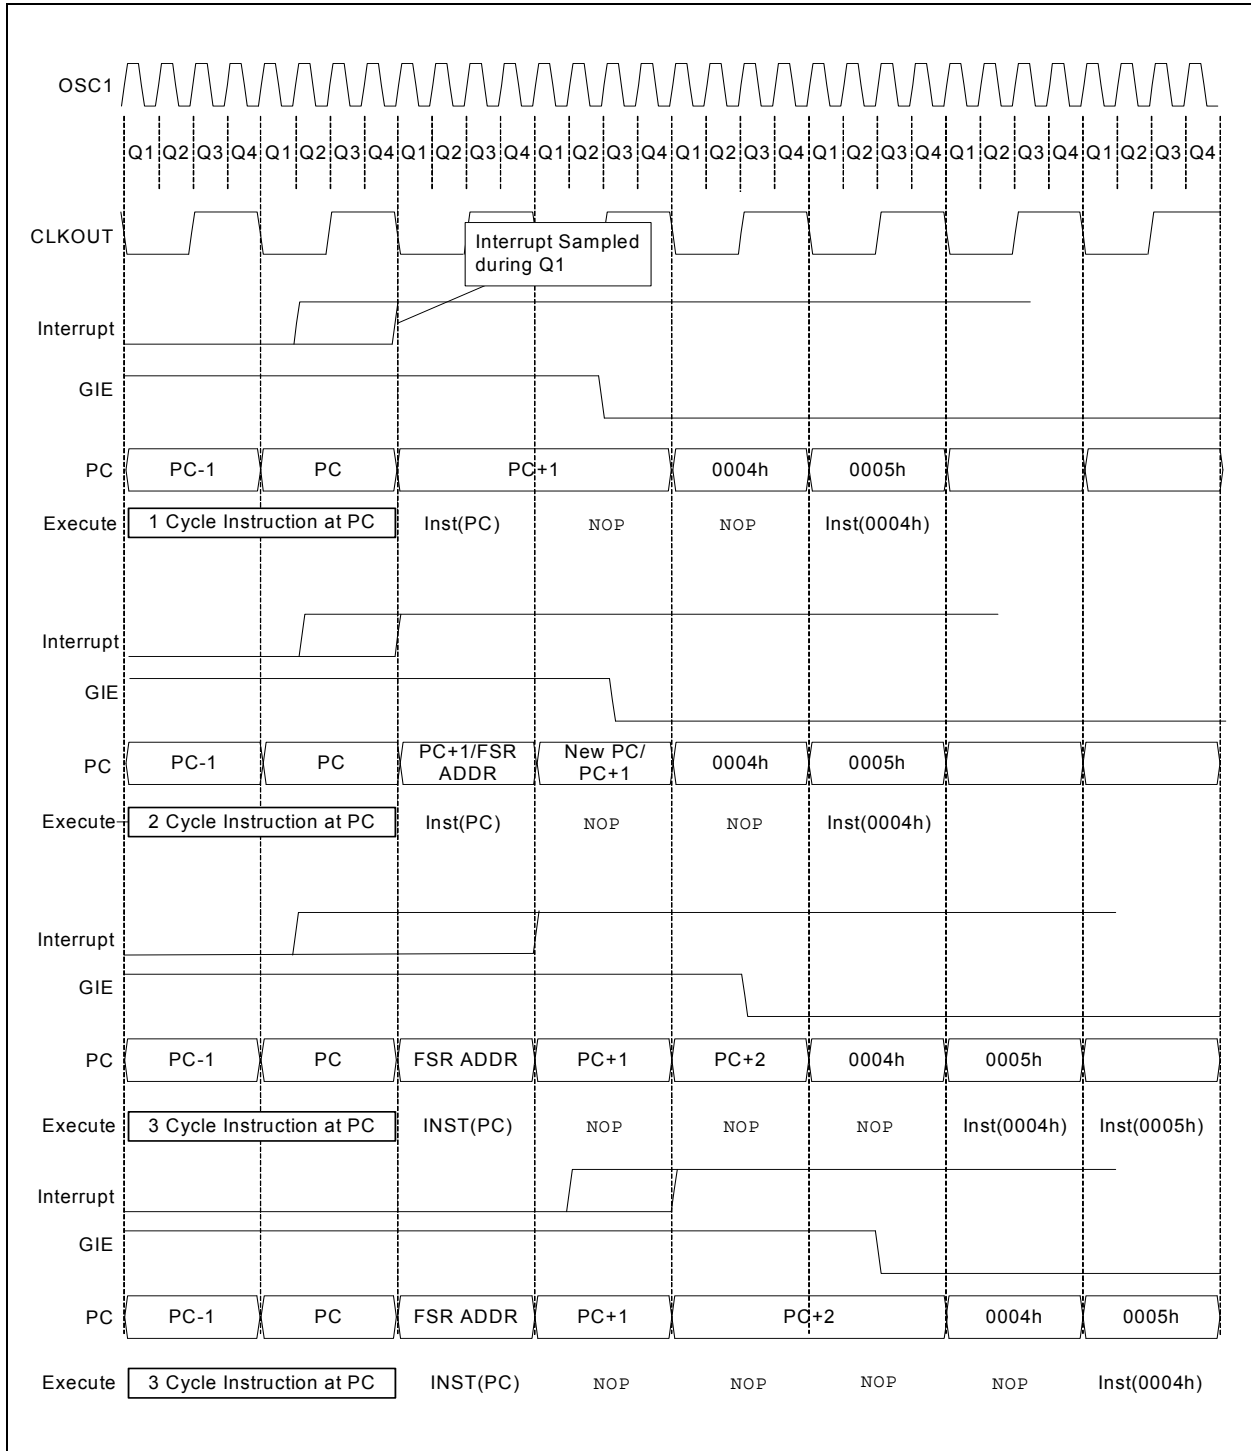 OSC1
Q1 Q2 Q3 Q4 Q1 Q2 Q3 Q4 Q1 Q2 Q3 Q4 Q1 Q2 Q3 Q4 Q1 Q2 Q3 Q4 Q1 Q2 Q3 Q4 Q1 Q2 Q3 Q4 Q1 Q2 Q3 Q4
CLKOUT
Interrupt Sampled
during Q1
Interrupt
GIE
PC PC-1 PC PC+1 0004h 0005h
Execute 1 Cycle Instruction at PC Inst(PC) NOP NOP Inst(0004h)
Interrupt
GIE
PC PC-1 PC PC+1/FSR ADDR New PC/ PC+1 0004h 0005h
Execute 2 Cycle Instruction at PC Inst(PC) NOP NOP Inst(0004h)
Interrupt
GIE
PC PC-1 PC FSR ADDR PC+1 PC+2 0004h 0005h
Execute 3 Cycle Instruction at PC INST(PC) NOP NOP NOP Inst(0004h) Inst(0005h)
Interrupt
GIE
PC PC-1 PC FSR ADDR PC+1 PC+2 0004h 0005h
Execute 3 Cycle Instruction at PC INST(PC) NOP NOP NOP NOP Inst(0004h)